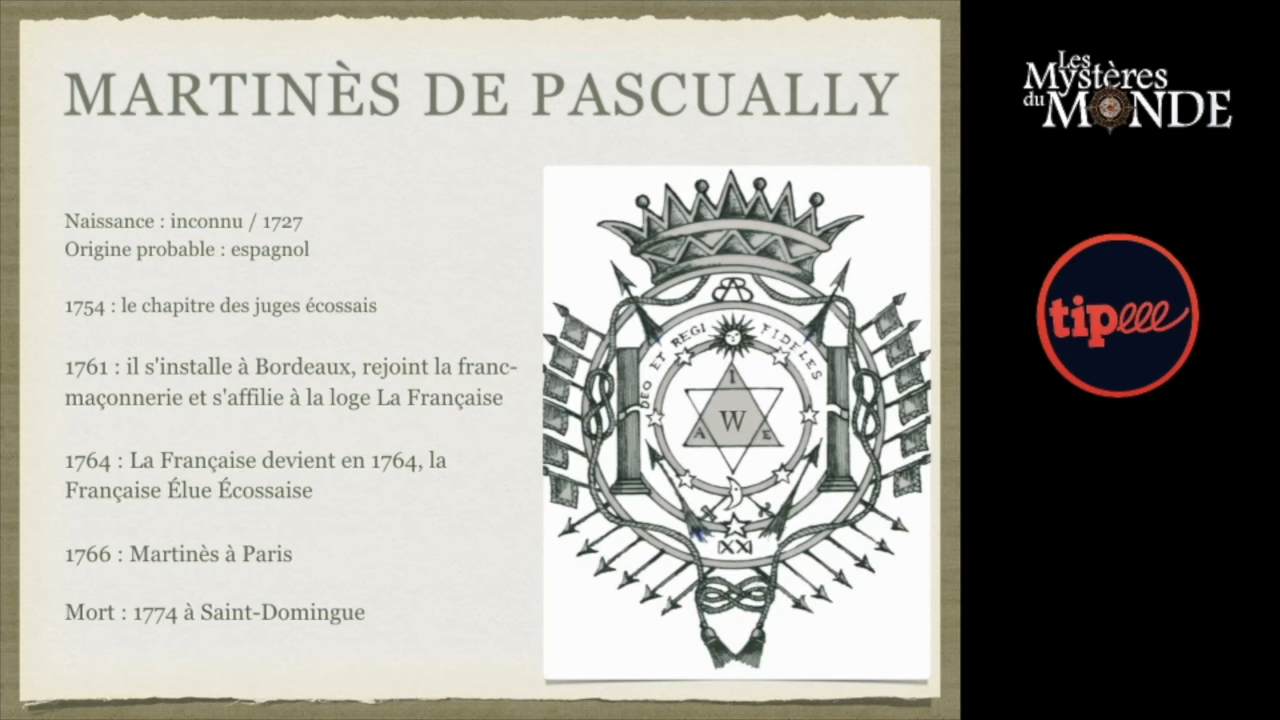 MARTINÈS DE PASCUALLY
Naissance : inconnu / 1727
Origine probable : espagnol
1754 : le chapitre des juges écossais
1761 : il s'installe à Bordeaux, rejoint la franc-
maçonnerie et s'affilie à la loge La Française
1764 : La Française devient en 1764, la
Française Élue Écossaise
1766 : Martinès à Paris
Mort : 1774 à Saint-Domingue
DEO ET REGI FIDELES
I
W
A E
XXI
Les
Mystères
du MONDE
tipeee